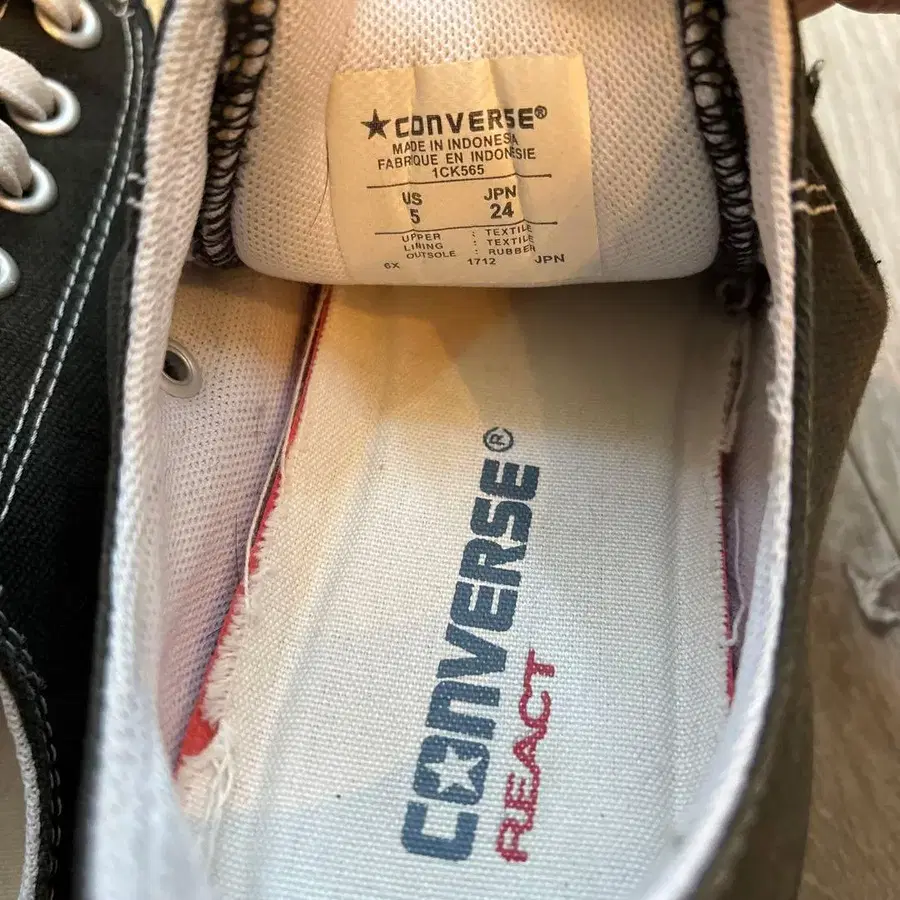 ★CONVERSE®
MADE IN INDONESIA
FABRIQUE EN INDONESIE
1CK565
US JPN
5 24
UPPER : TEXTILE
LINING : TEXTILE
OUTSOLE : RUBBER
6X 1712 JPN
CONVERSE®
REACT